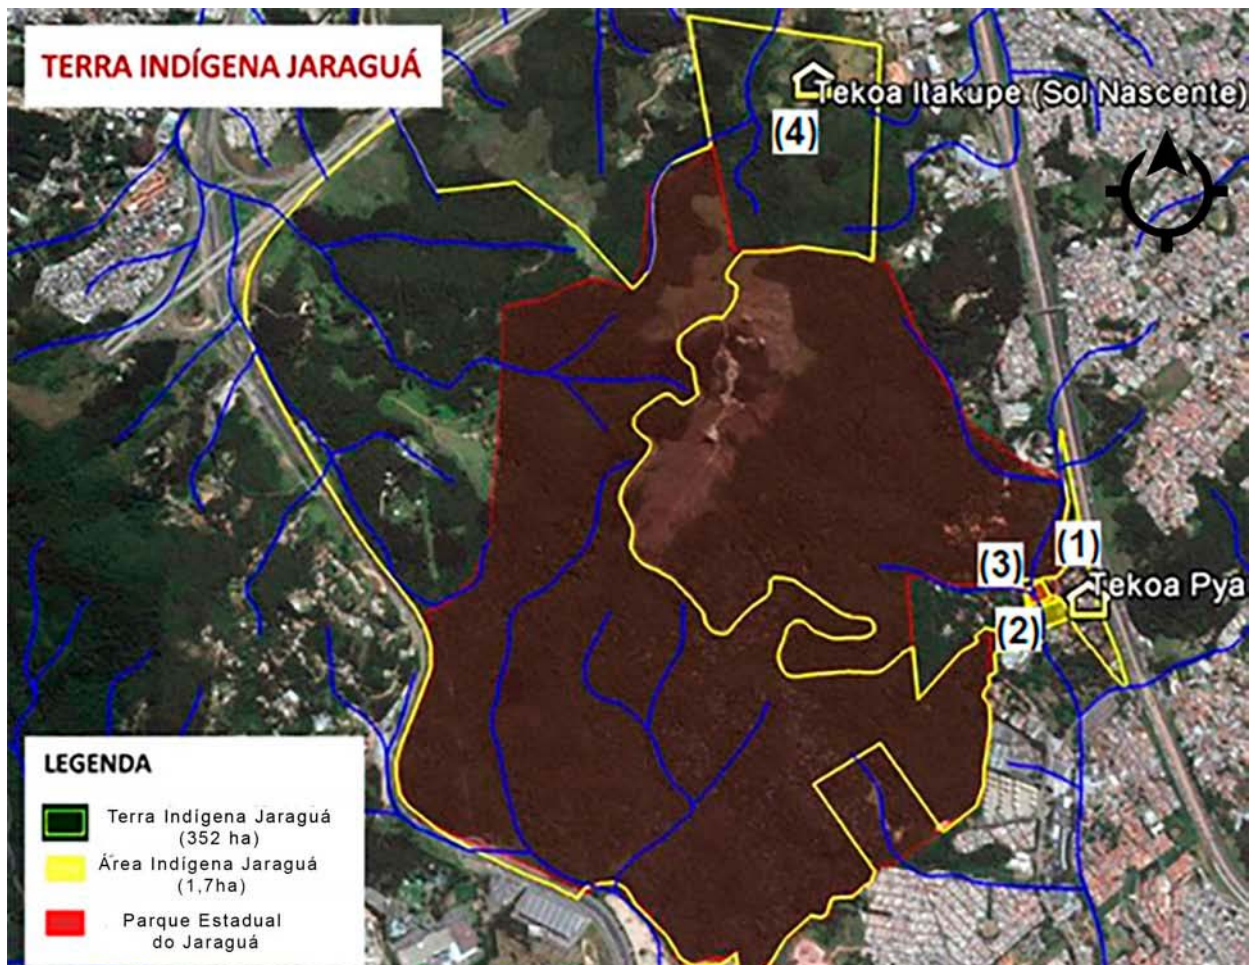 TERRA INDÍGENA JARAGUÁ
Tekoa Itakupe (Sol Nascente)
(4)
(1)
(3)
Tekoa Pya
(2)
LEGENDA
Terra Indígena Jaraguá
(352 ha)
Área Indígena Jaraguá
(1,7ha)
Parque Estadual
do Jaraguá